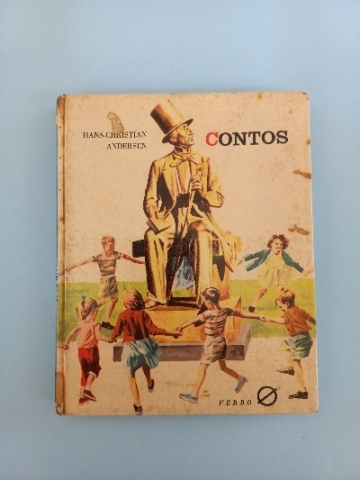 HANS-CHRISTIAN
ANDERSEN
CONTOS
VERBO